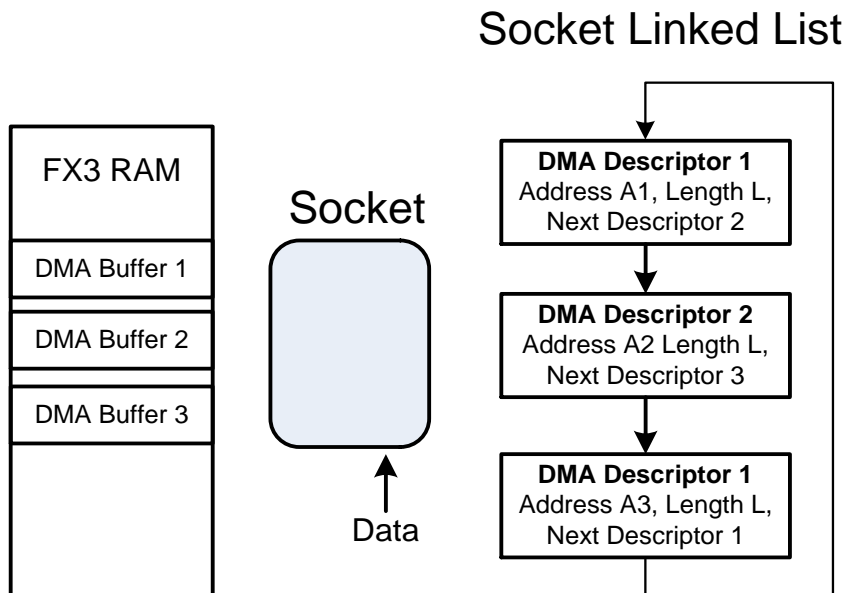 Socket Linked List
FX3 RAM
DMA Buffer 1
DMA Buffer 2
DMA Buffer 3
Socket
Data
DMA Descriptor 1
Address A1, Length L,
Next Descriptor 2
DMA Descriptor 2
Address A2 Length L,
Next Descriptor 3
DMA Descriptor 1
Address A3, Length L,
Next Descriptor 1